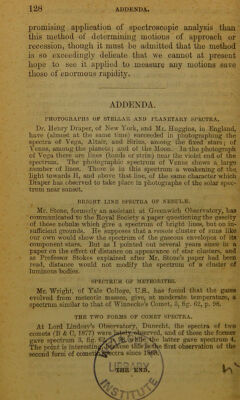 128 ADDENDA.
promising application of spectroscopic analysis than
this method of determining motions of approach or
recession, though it must be admitted that the method
is so exceedingly delicate that we cannot at present
hope to see it applied to measure any motions save
those of enormous rapidity.
ADDENDA.
PHOTOGRAPHS OF STELLAR AND PLANETARY SPECTRA.
Dr. Henry Draper, of New York, and Mr. Huggins, in England,
have (almost at the same time) succeeded in photographing the
spectra of Vega, Altair, and Sirius, among the fixed stars; of
Venus, among the planets; and of the Moon. In the photograph
of Vega there are lines (bands or strin) near the violet end of the
spectrum. The photographic spectrum of Venus shows a large
number of lines. There is in this spectrum a weakening of the
light towards H, and above that line, of the same character which
Draper has observed to take place in photographs of the solar spec-
trum near sunset.
BRIGHT LINE SPECTRA OF NEBULÆ.
Mr. Stone, formerly an assistant at Greenwich Observatory, has
communicated to the Royal Society a paper questioning the gaseity
of those nebulæ which give a system of bright lines, but on in-
sufficient grounds. He supposes that a remote cluster of suns like
our own would show the spectrum of the gaseous envelopes of its
component stars. But as I pointed out several years since in a
paper on the effect of distance on appearance of star clusters, and
as Professor Stokes explained after Mr. Stone's paper had been
read, distance would not modify the spectrum of a cluster of
luminous bodies.
SPECTRUM OF METEORITES.
Mr. Wright, of Yale College, U.S., has found that the gases
evolved from meteoric masses, give, at moderate temperature, a
spectrum similar to that of Winnecke's Comet, 3, fig. 62, p. 98.
THE TWO FORMS OF COMET SPECTRA.
At Lord Lindsay's Observatory, Dunecht, the spectra of two
comets (B & C, 1877) were lately observed, and of these the former
gave spectrum 3, fig. 62, p. 98, while the latter gave spectrum 4.
The point is interesting, because this is the first observation of the
second form of cometic spectra since 1868.
THE END.
LIBRARY